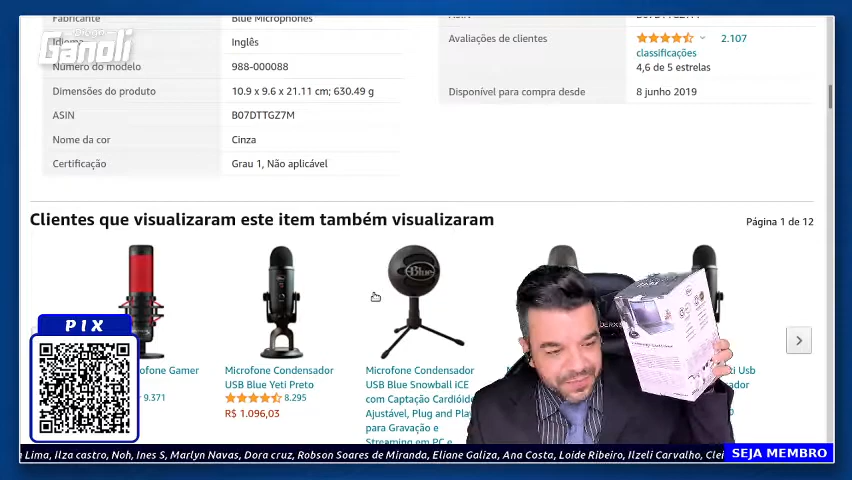 Ganoli
Fabricante
Blue Microphones
Idioma
Inglês
Número do modelo
988-000088
Dimensões do produto
10.9 x 9.6 x 21.11 cm; 630.49 g
ASIN
B07DTTGZ7M
Nome da cor
Cinza
Certificação
Grau 1, Não aplicável
Avaliações de clientes
2.107
classificações
4,6 de 5 estrelas
Disponível para compra desde
8 junho 2019
Clientes que visualizaram este item também visualizaram
Página 1 de 12
Blue
PIX
Gamer
9.371
Microfone Condensador
USB Blue Yeti Preto
8.295
R$ 1.096,03
Microfone Condensador
USB Blue Snowball iCE
com Captação Cardióide
Ajustável, Plug and Play
para Gravação e
Streaming em PC e
Usb
Lima, Ilza castro, Noh, Ines S, Marlyn Navas, Dora cruz, Robson Soares de Miranda, Eliane Galiza, Ana Costa, Loide Ribeiro, Ilzeli Carvalho,
SEJA MEMBRO